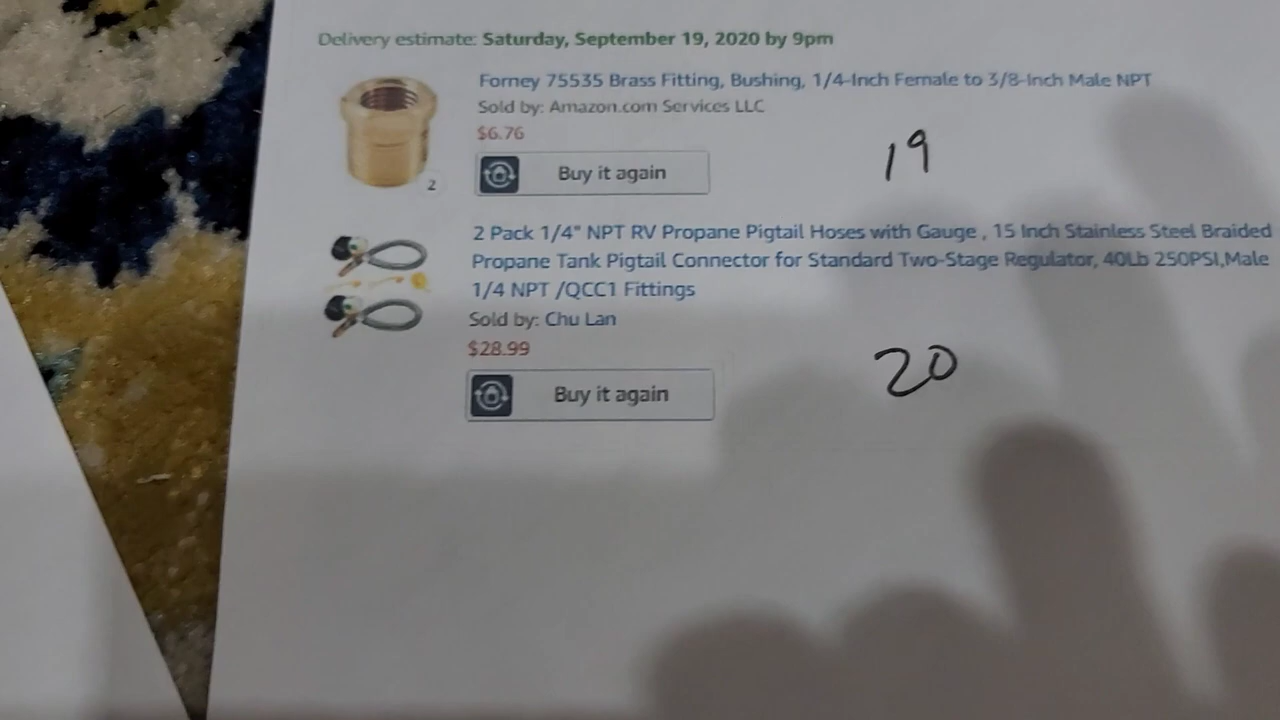 Delivery estimate: Saturday, September 19, 2020 by 9pm
Forney 75535 Brass Fitting, Bushing, 1/4-Inch Female to 3/8-Inch Male NPT
Sold by: Amazon.com Services LLC
$6.76
19
2
Buy it again
2 Pack 1/4" NPT RV Propane Pigtail Hoses with Gauge , 15 Inch Stainless Steel Braided
Propane Tank Pigtail Connector for Standard Two-Stage Regulator, 40Lb 250PSI,Male
1/4 NPT /QCC1 Fittings
Sold by: Chu Lan
$28.99
20
Buy it again